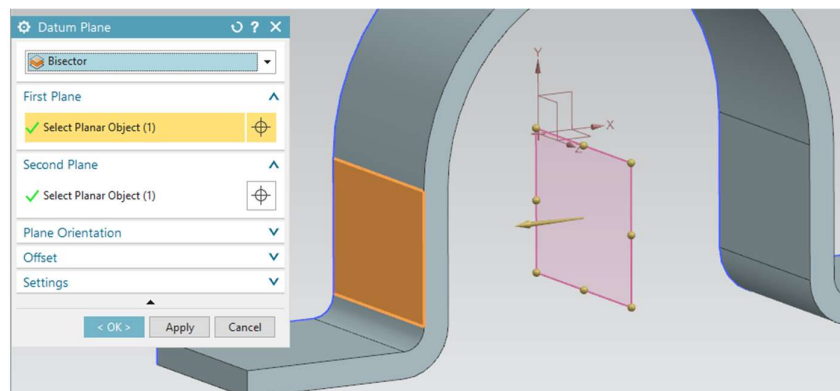 Datum Plane
Bisector
First Plane
Select Planar Object (1)
Second Plane
Select Planar Object (1)
Plane Orientation
Offset
Settings
< OK >
Apply
Cancel
Y
X
Z